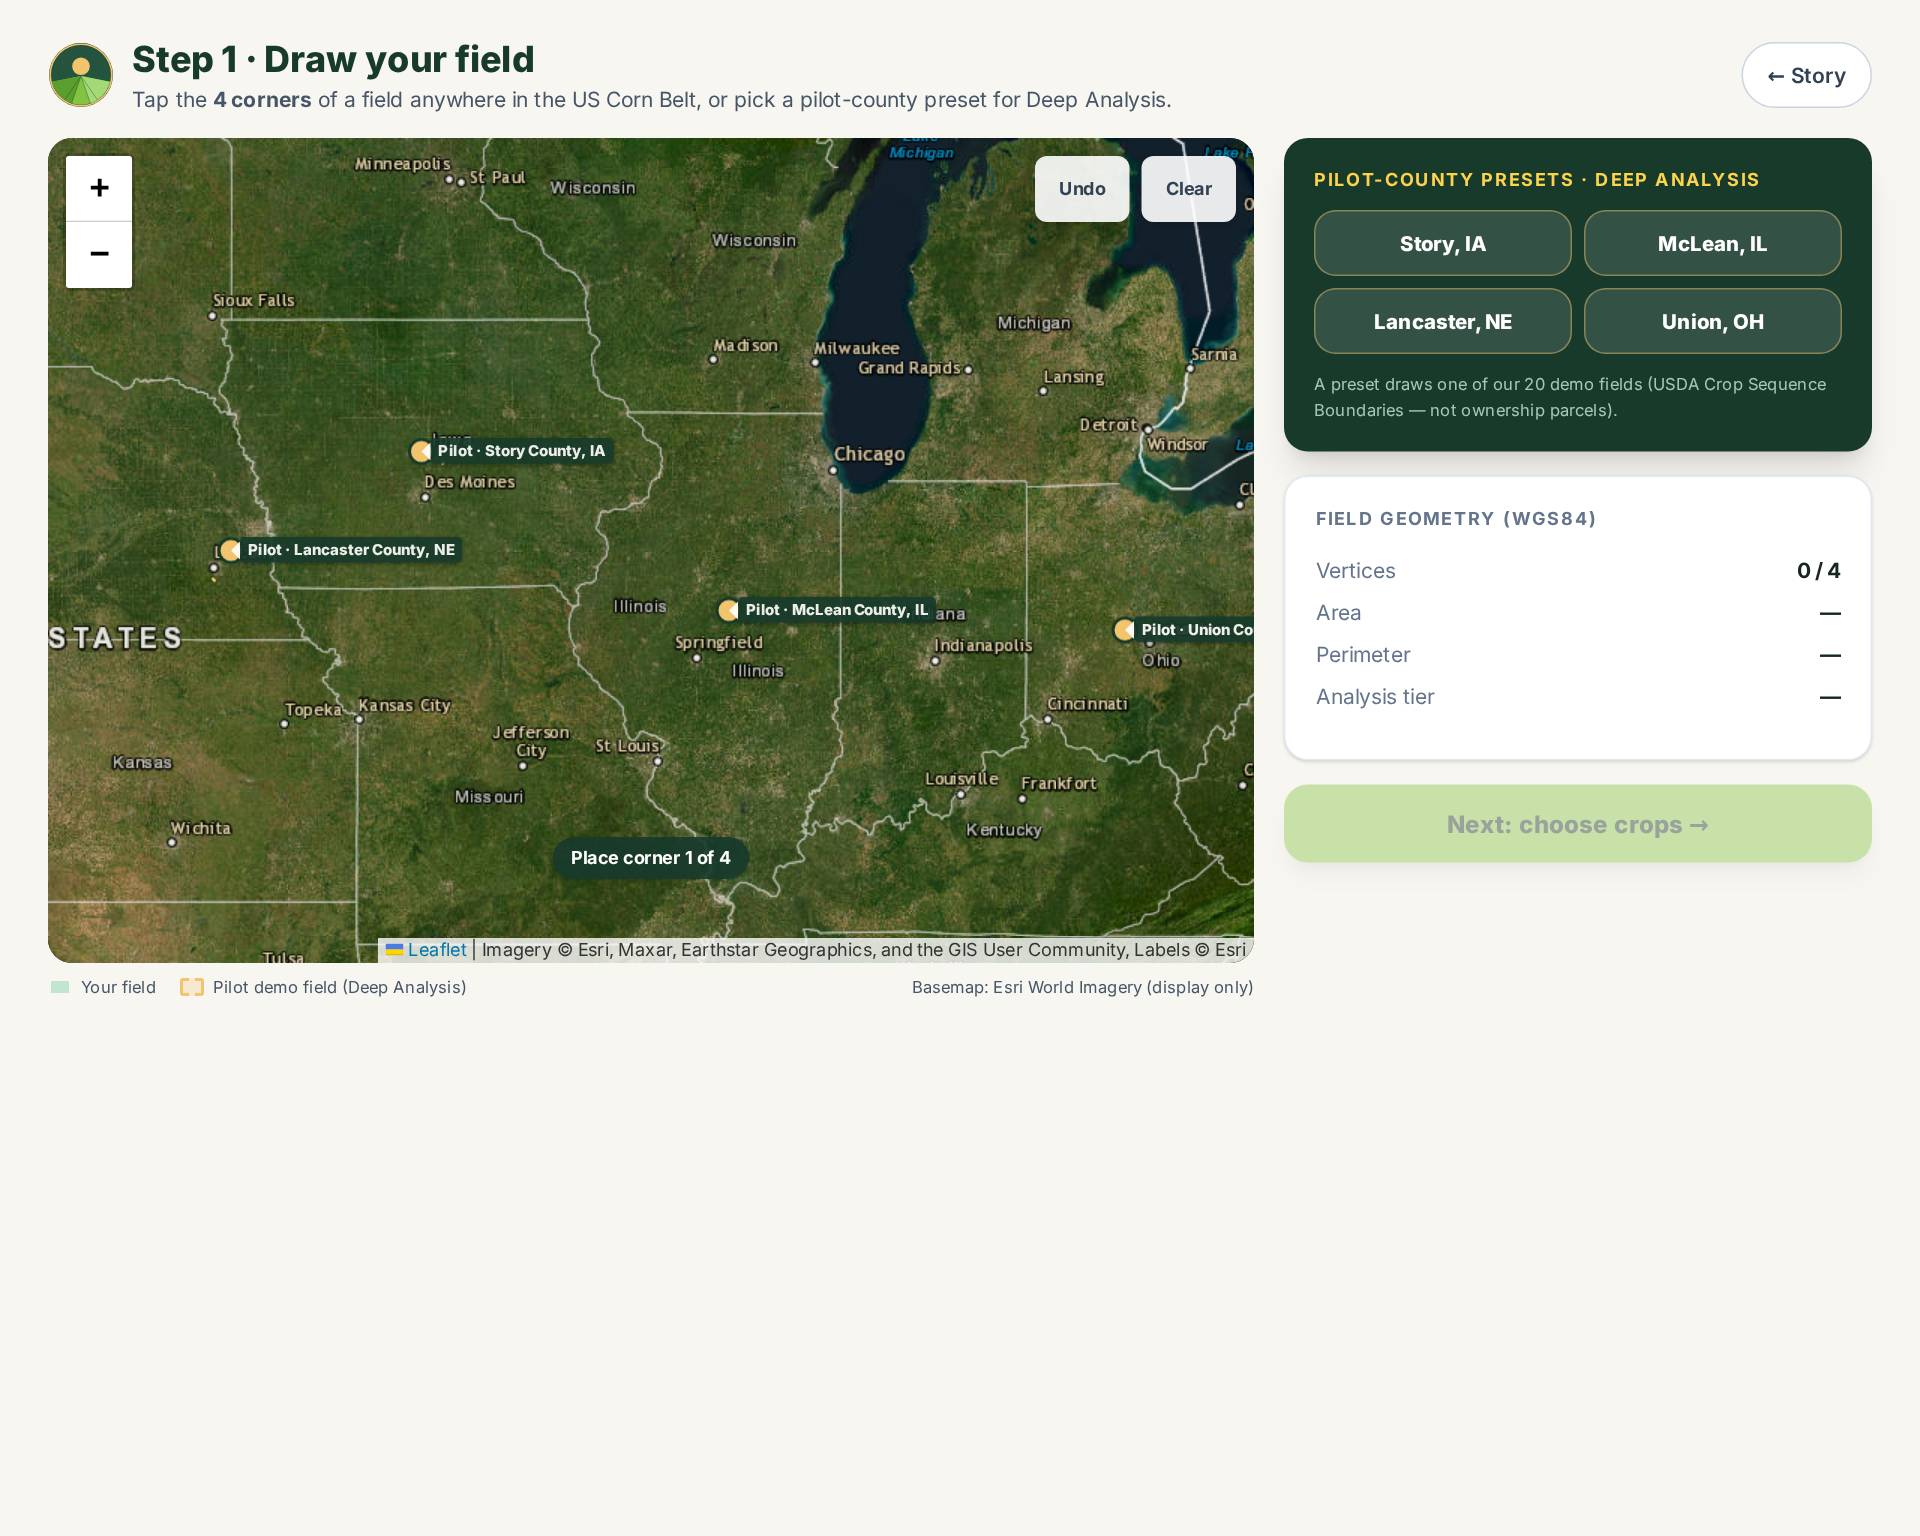 Step 1 · Draw your field
Tap the 4 corners of a field anywhere in the US Corn Belt, or pick a pilot-county preset for Deep Analysis.
← Story
+
−
Undo
Clear
Minneapolis
St Paul
Wisconsin
Lake
Michigan
Wisconsin
Sioux Falls
Michigan
Madison
Milwaukee
Grand Rapids
Lansing
Sarnia
Detroit
Windsor
Pilot · Story County, IA
Chicago
Des Moines
Pilot · Lancaster County, NE
Illinois
Pilot · McLean County, IL
ana
Pilot · Union Co
STATES
Springfield
Indianapolis
Illinois
Ohio
Topeka
Kansas City
Cincinnati
Jefferson
City
St Louis
Kansas
Missouri
Louisville
Frankfort
Wichita
Kentucky
Place corner 1 of 4
Tulsa
Leaflet | Imagery © Esri, Maxar, Earthstar Geographics, and the GIS User Community, Labels © Esri
Your field
Pilot demo field (Deep Analysis)
Basemap: Esri World Imagery (display only)
PILOT-COUNTY PRESETS · DEEP ANALYSIS
Story, IA
McLean, IL
Lancaster, NE
Union, OH
A preset draws one of our 20 demo fields (USDA Crop Sequence
Boundaries — not ownership parcels).
FIELD GEOMETRY (WGS84)
Vertices 0 / 4
Area —
Perimeter —
Analysis tier —
Next: choose crops →